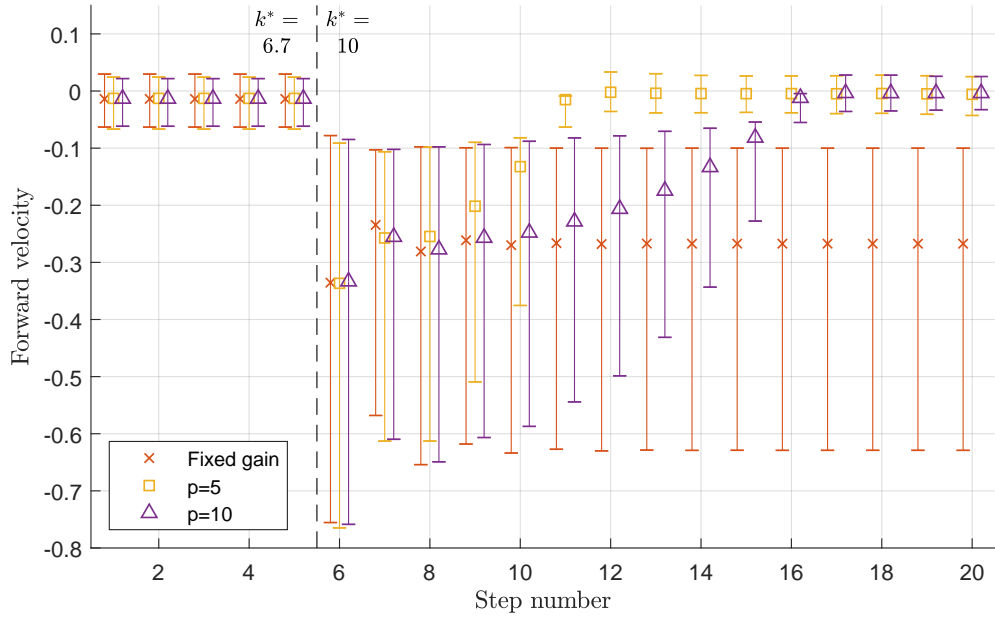 k* = k* =
6.7 10
0.1
0
-0.1
-0.2
-0.3
-0.4
-0.5
-0.6
-0.7
-0.8
Forward velocity
Fixed gain
p=5
p=10
2 4 6 8 10 12 14 16 18 20
Step number